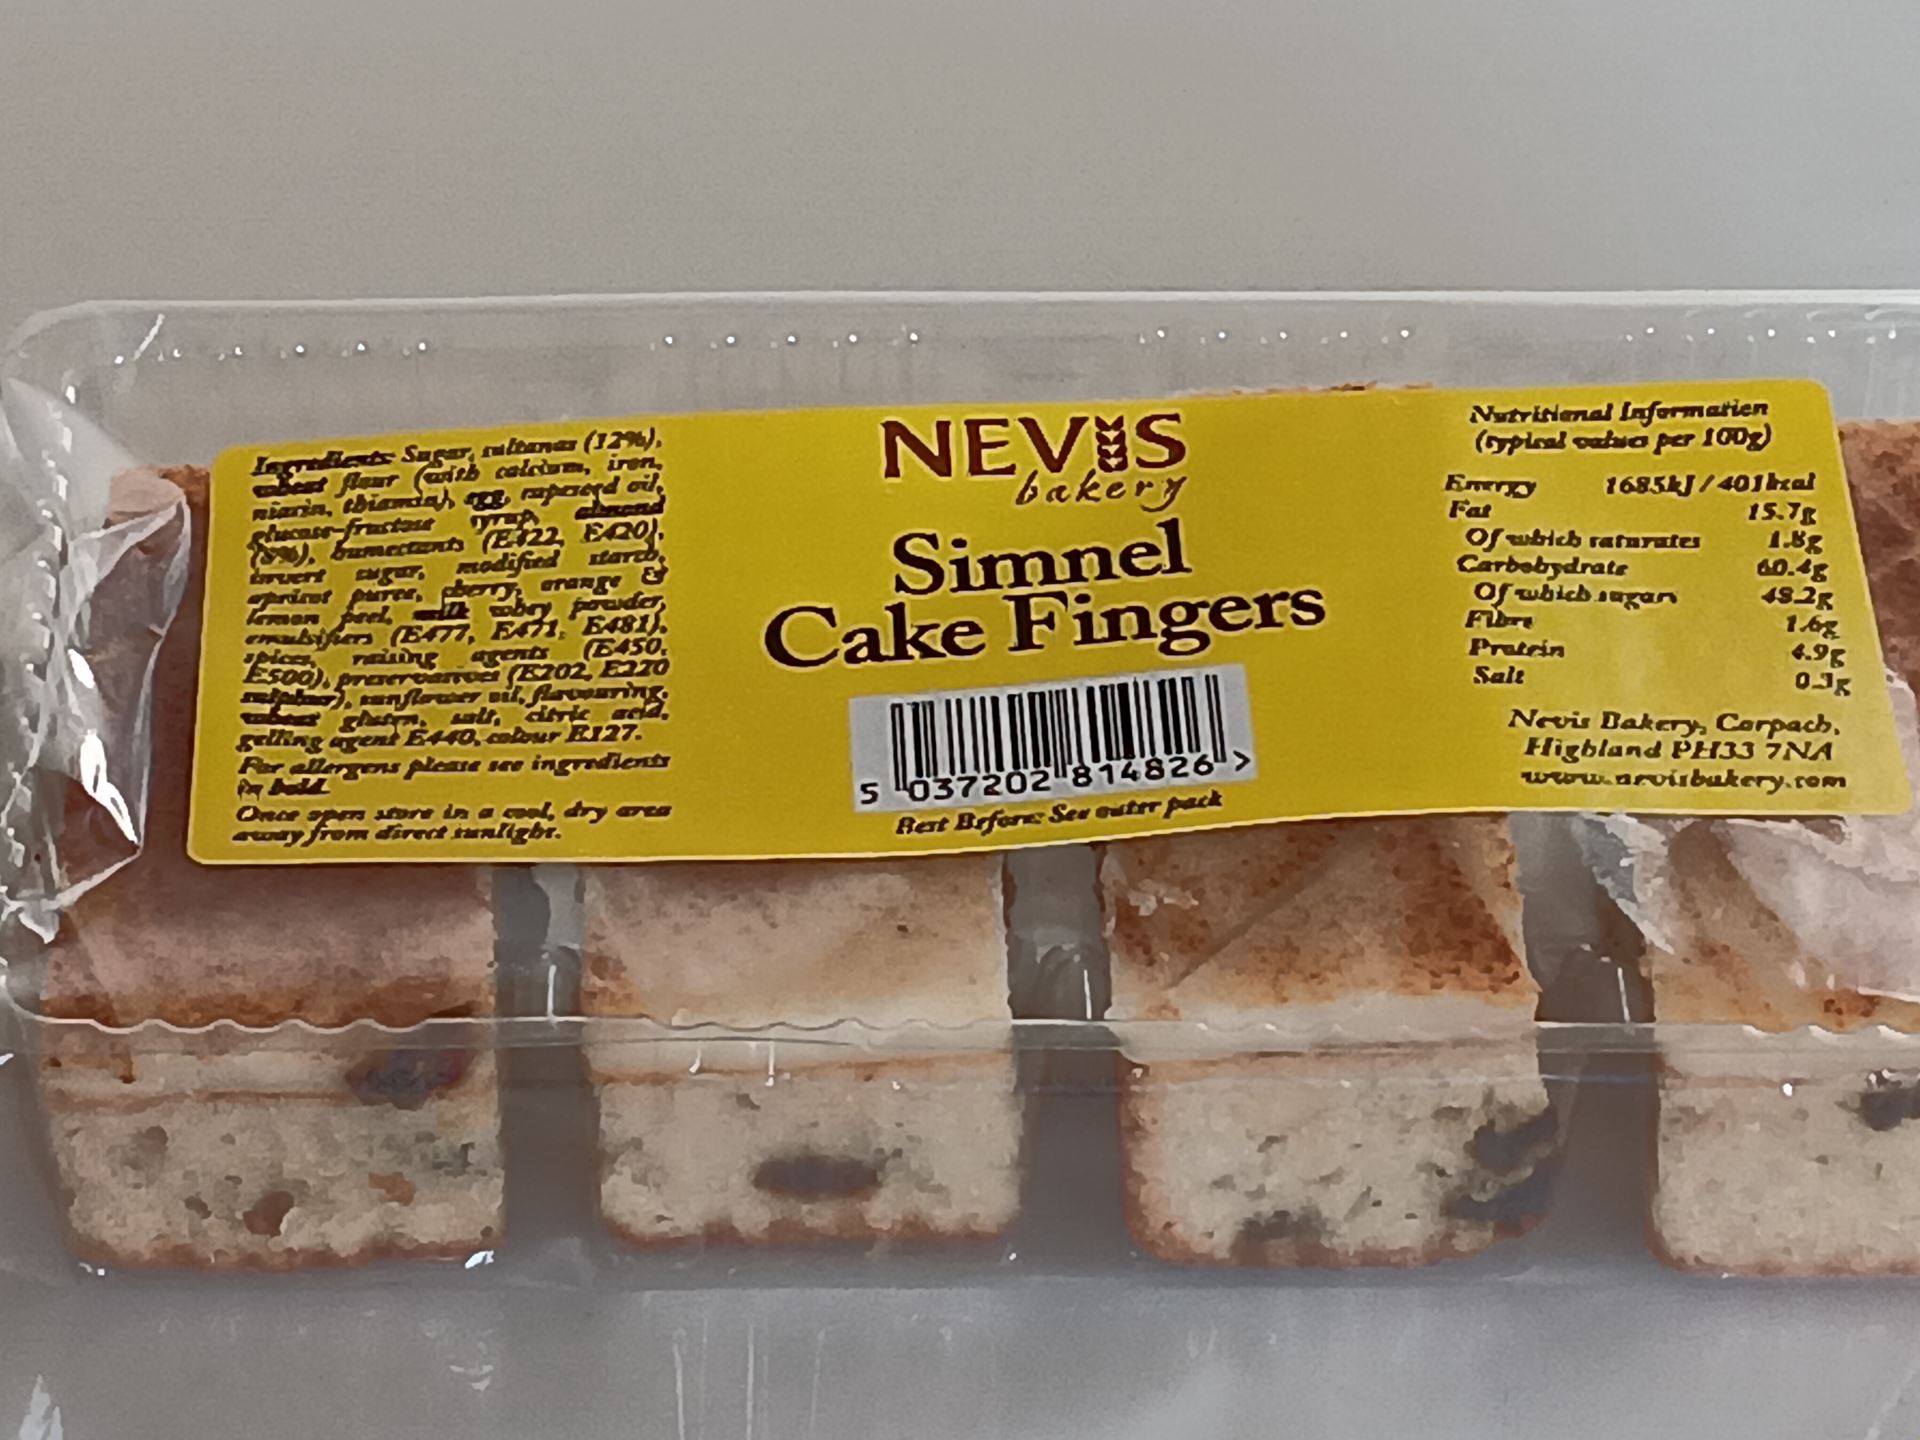 Ingredients: Sugar, sultanas (12%),
wheat flour (with calcium, iron,
niacin, thiamin), egg, rapeseed oil,
glucose-fructose syrup, almond
(8%), humectants (E422, E420),
invert sugar, modified starch,
apricot puree, cherry, orange &
lemon peel, milk whey powder,
emulsifiers (E477, E471, E481),
spices, raising agents (E450,
E500), preservatives (E202, E220
sulphur), sunflower oil, flavouring,
wheat gluten, salt, citric acid,
gelling agent E440, colour E127.
For allergens please see ingredients
in bold.
Once open store in a cool, dry area
away from direct sunlight.
NEVIS
bakery
Simnel
Cake Fingers
5 037202 814826 >
Best Before: See outer pack
Nutritional Information
(typical values per 100g)
Energy 1685kJ / 401kcal
Fat 15.7g
Of which saturates 1.8g
Carbohydrate 60.4g
Of which sugars 48.2g
Fibre 1.6g
Protein 4.9g
Salt 0.3g
Nevis Bakery, Corpach,
Highland PH33 7NA
www.nevisbakery.com